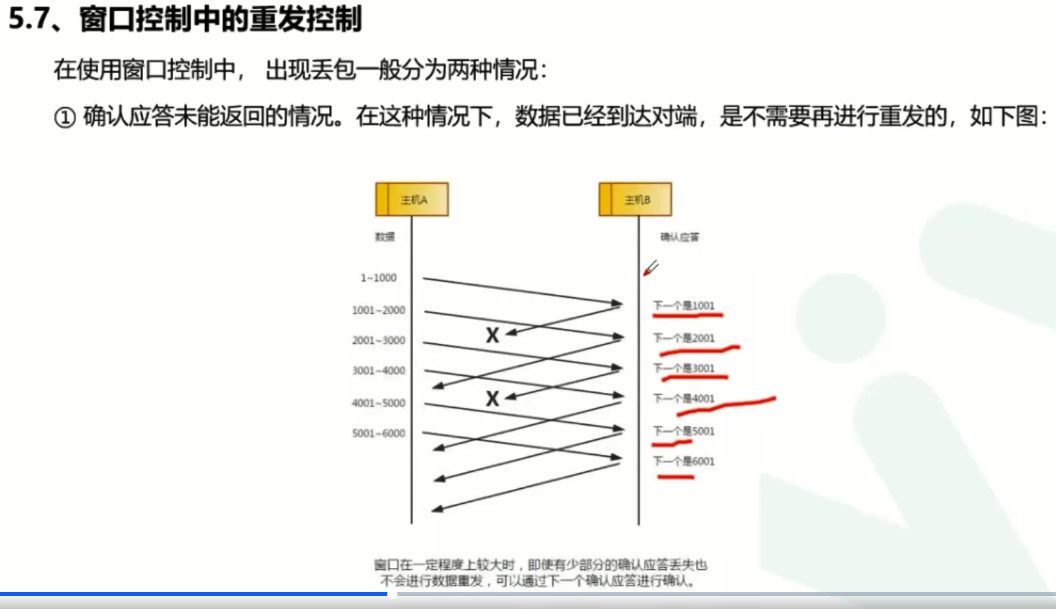 5.7、窗口控制中的重发控制
在使用窗口控制中， 出现丢包一般分为两种情况：
① 确认应答未能返回的情况。在这种情况下，数据已经到达对端，是不需要再进行重发的，如下图：
主机A
主机B
数据
确认应答
1~1000
1001~2000
2001~3000
3001~4000
4001~5000
5001~6000
X
X
下一个是1001
下一个是2001
下一个是3001
下一个是4001
下一个是5001
下一个是6001
窗口在一定程度上较大时，即使有少部分的确认应答丢失也
不会进行数据重发，可以通过下一个确认应答进行确认。